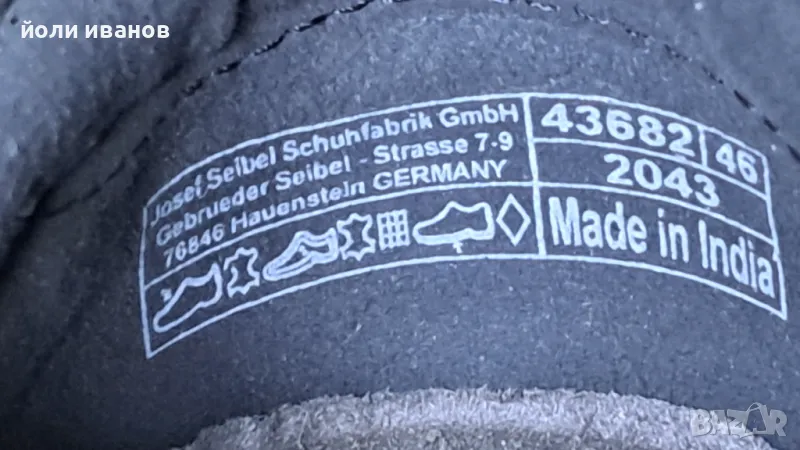 йоли иванов
Josef Seibel Schuhfabrik GmbH
Gebrueder Seibel - Strasse 7-9
76846 Hauenstein GERMANY
43682 46
2043
Made in India
BAZAR